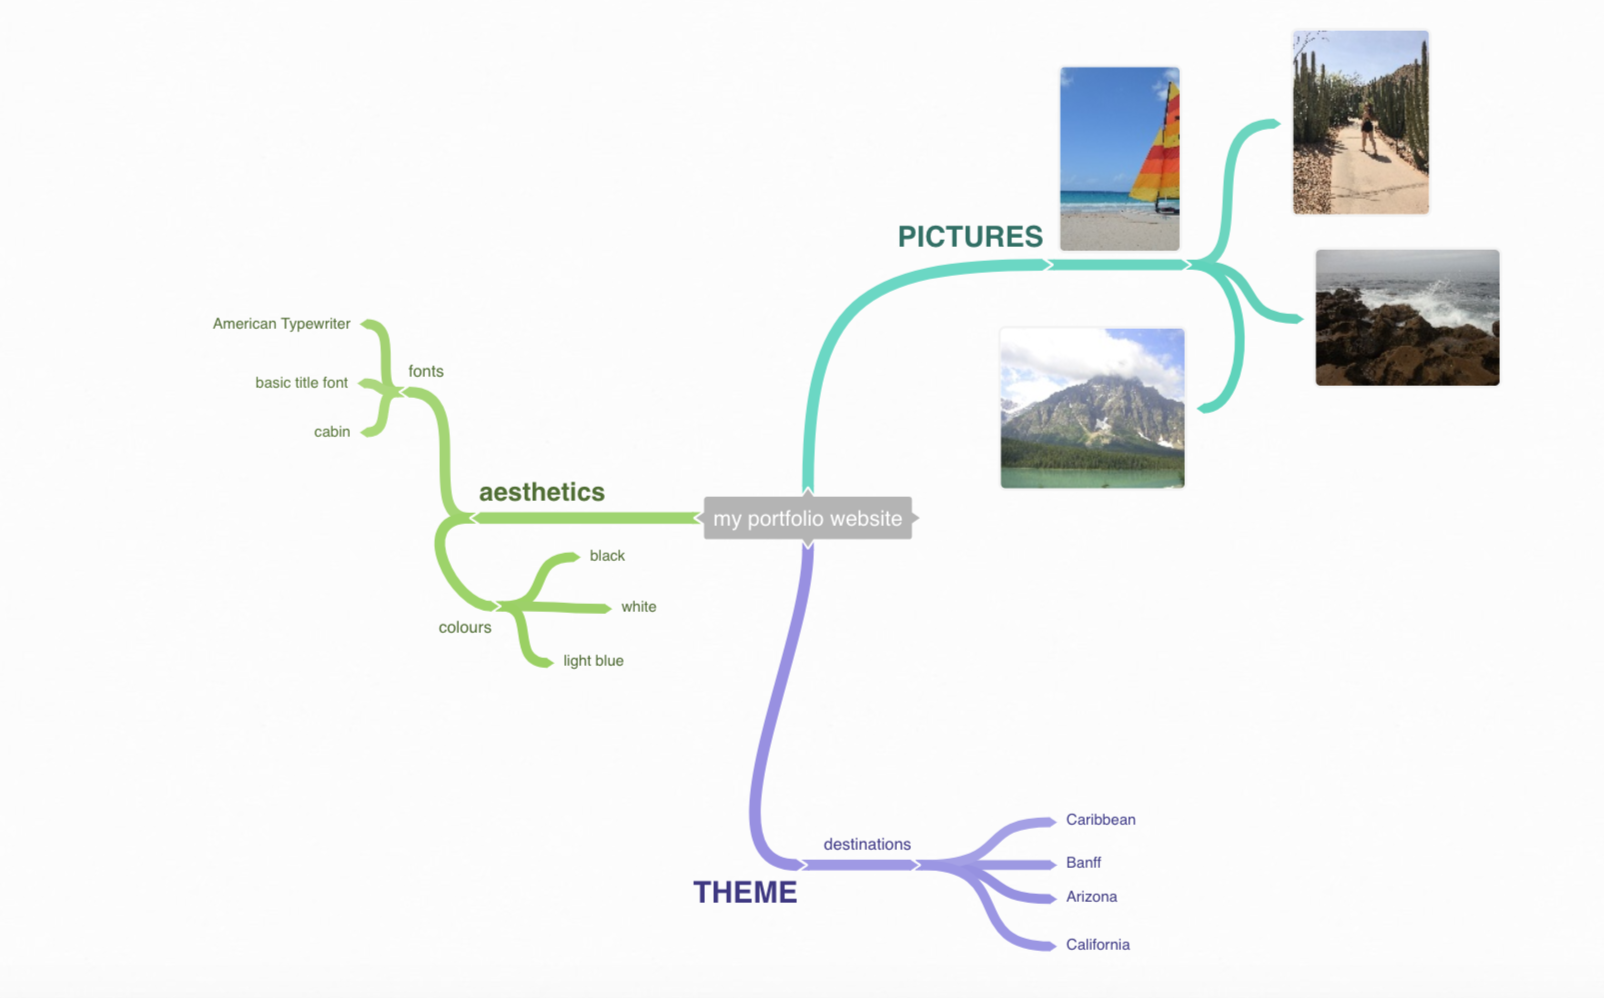 PICTURES
American Typewriter
fonts
basic title font
cabin
aesthetics
my portfolio website
black
white
colours
light blue
Caribbean
destinations
Banff
THEME
Arizona
California